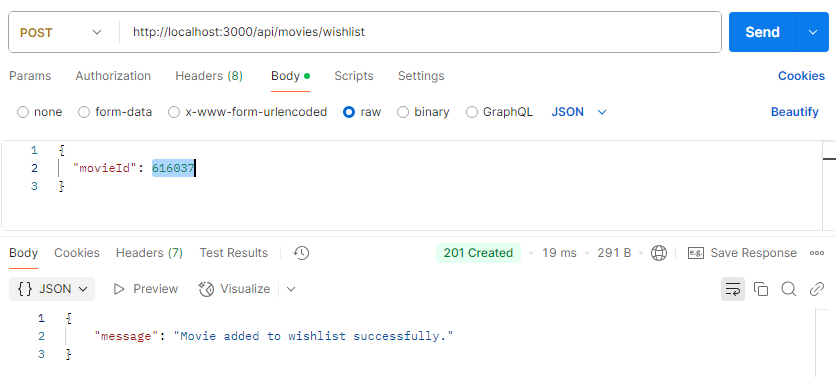 POST http://localhost:3000/api/movies/wishlist Send
Params Authorization Headers (8) Body Scripts Settings Cookies
none form-data x-www-form-urlencoded raw binary GraphQL JSON Beautify
1 {
2 "movieId": 616037
3 }
Body Cookies Headers (7) Test Results 201 Created 19 ms 291 B e.g. Save Response
{} JSON Preview Visualize
1 {
2 "message": "Movie added to wishlist successfully."
3 }